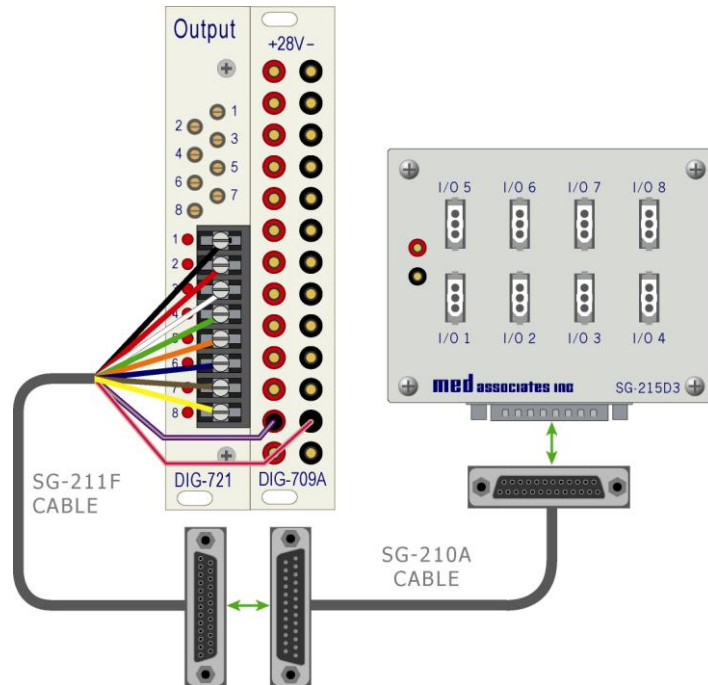 Output
+28V-
1
2
3
4
5
6
7
8
1
2
3
4
5
6
7
8
DIG-721
DIG-709A
I/O 5 I/O 6 I/O 7 I/O 8
I/O 1 I/O 2 I/O 3 I/O 4
med associates inc
SG-215D3
SG-211F
CABLE
SG-210A
CABLE